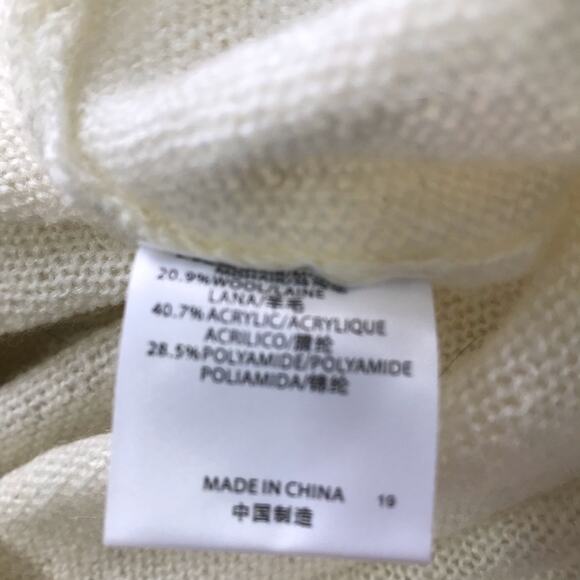 20.9%WOOL/LAINE
LANA/羊毛
40.7%ACRYLIC/ACRYLIQUE
ACRILICO/腈纶
28.5%POLYAMIDE/POLYAMIDE
POLIAMIDA/锦纶
MADE IN CHINA 19
中国制造